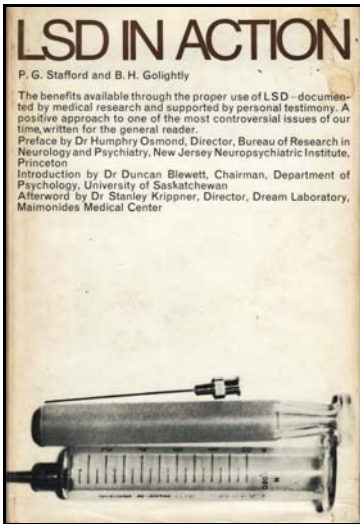 LSD IN ACTION
P. G. Stafford and B. H. Golightly
The benefits available through the proper use of LSD – documen-
ted by medical research and supported by personal testimony. A
positive approach to one of the most controversial issues of our
time, written for the general reader.
Preface by Dr Humphry Osmond, Director, Bureau of Research in
Neurology and Psychiatry, New Jersey Neuropsychiatric Institute,
Princeton
Introduction by Dr Duncan Blewett, Chairman, Department of
Psychology, University of Saskatchewan
Afterword by Dr Stanley Krippner, Director, Dream Laboratory,
Maimonides Medical Center